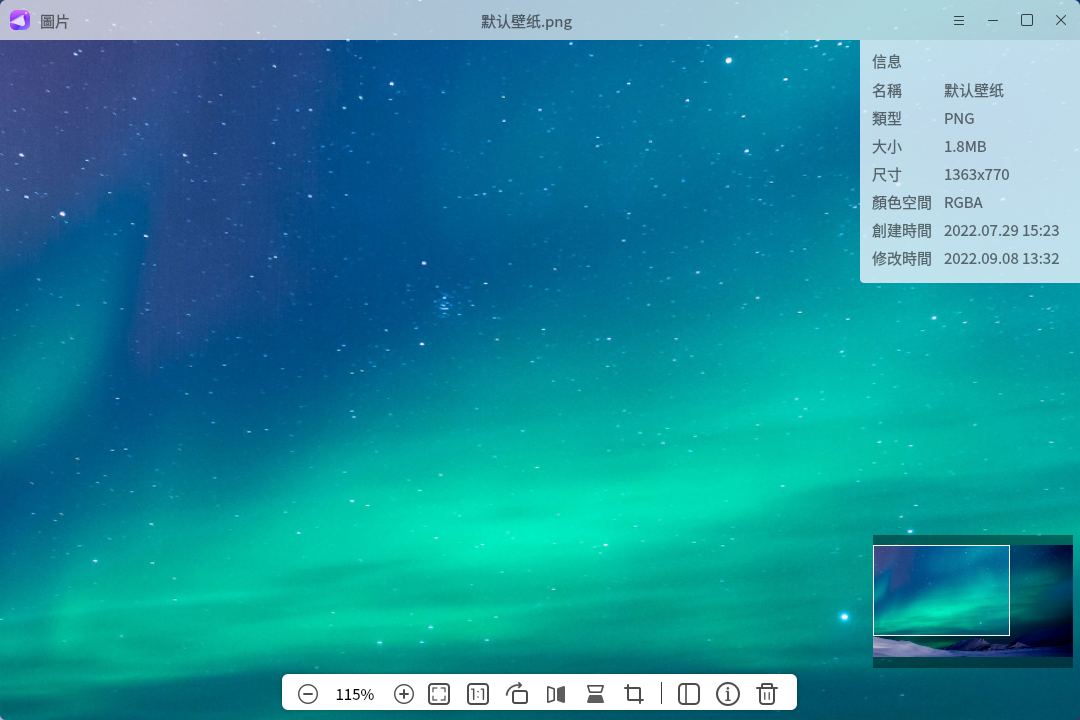 圖片
默认壁纸.png
信息
名稱 默认壁纸
類型 PNG
大小 1.8MB
尺寸 1363x770
顏色空間 RGBA
創建時間 2022.07.29 15:23
修改時間 2022.09.08 13:32
115%
1:1